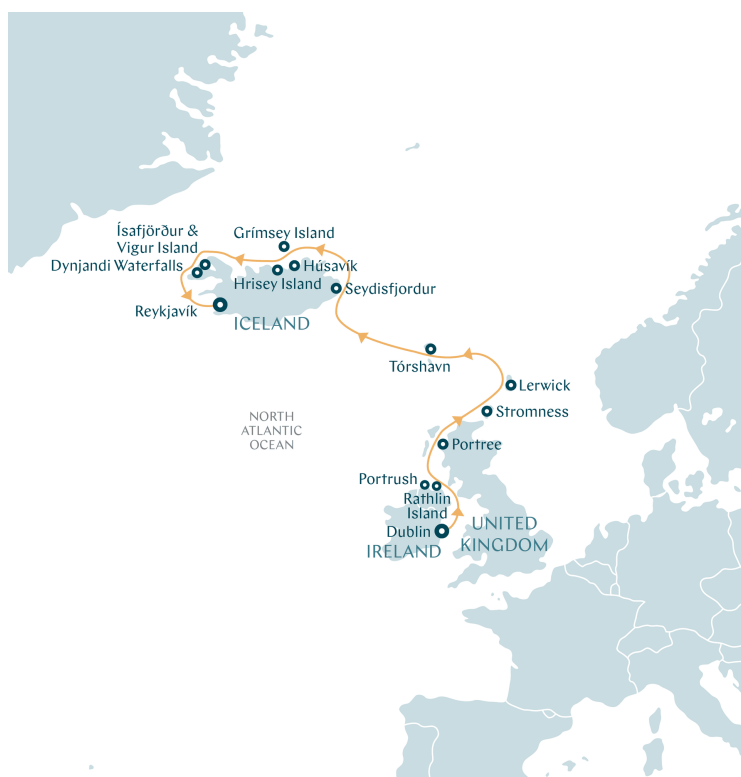 Ísafjörður &
Vigur Island
Dynjandi Waterfalls
Reykjavík
Grímsey Island
Húsavík
Hrisey Island
Seydisfjordur
ICELAND
Tórshavn
Lerwick
Stromness
NORTH
ATLANTIC
OCEAN
Portree
Portrush
Rathlin
Island
Dublin
IRELAND
UNITED
KINGDOM